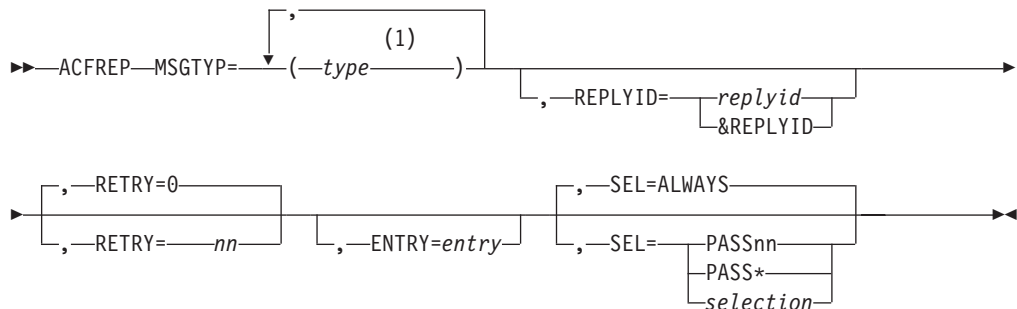 ,
(1)
ACFREP MSGTYP= ( type )
, REPLYID= replyid
&REPLYID
, RETRY=0 , SEL=ALWAYS
, RETRY= nn , ENTRY=entry , SEL= PASSnn
PASS*
selection